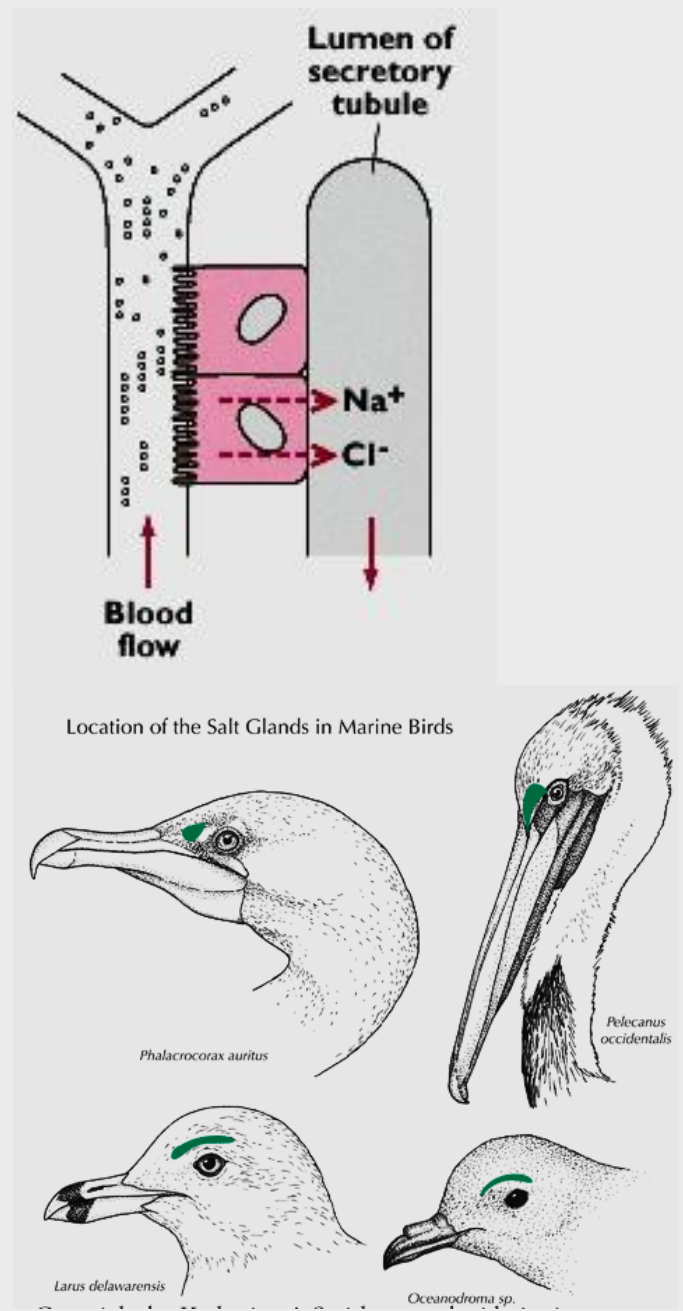 Lumen of
secretory
tubule
Na+
Cl-
Blood
flow
Location of the Salt Glands in Marine Birds
Phalacrocorax auritus
Pelecanus
occidentalis
Larus delawarensis
Oceanodroma sp.